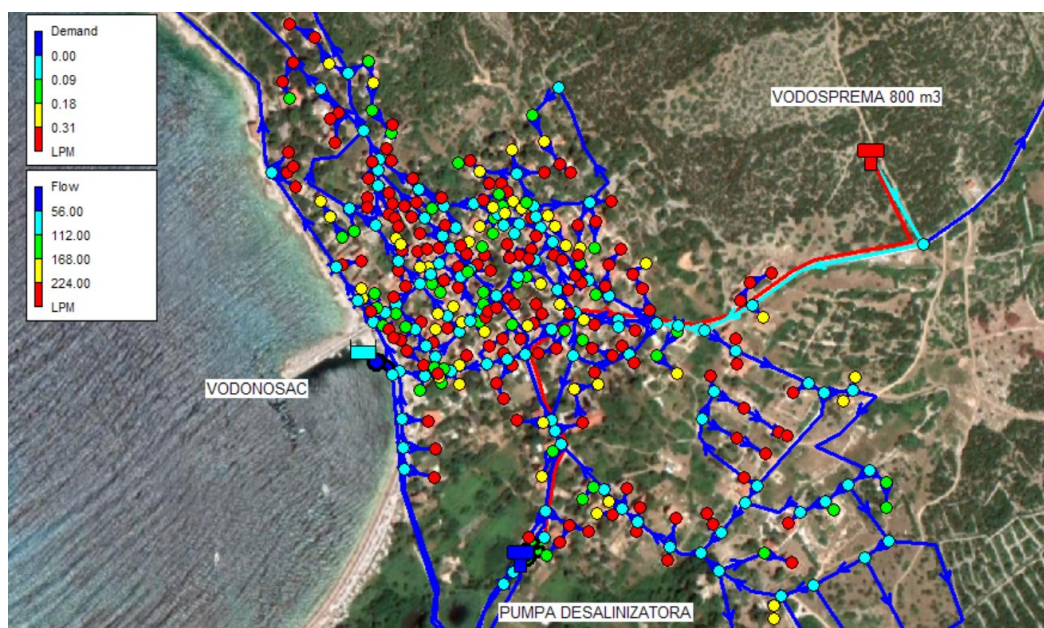 Demand
0.00
0.09
0.18
0.31
LPM
Flow
56.00
112.00
168.00
224.00
LPM
VODOSPREMA 800 m3
VODONOSAC
PUMPA DESALINIZATORA